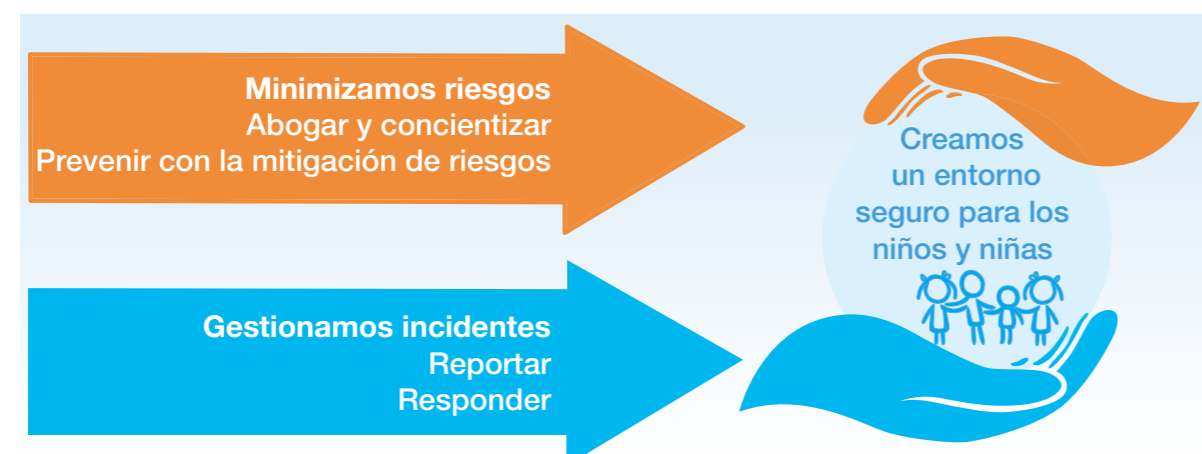 Minimizamos riesgos
Abogar y concientizar
Prevenir con la mitigación de riesgos
Gestionamos incidentes
Reportar
Responder
Creamos
un entorno
seguro para los
niños y niñas